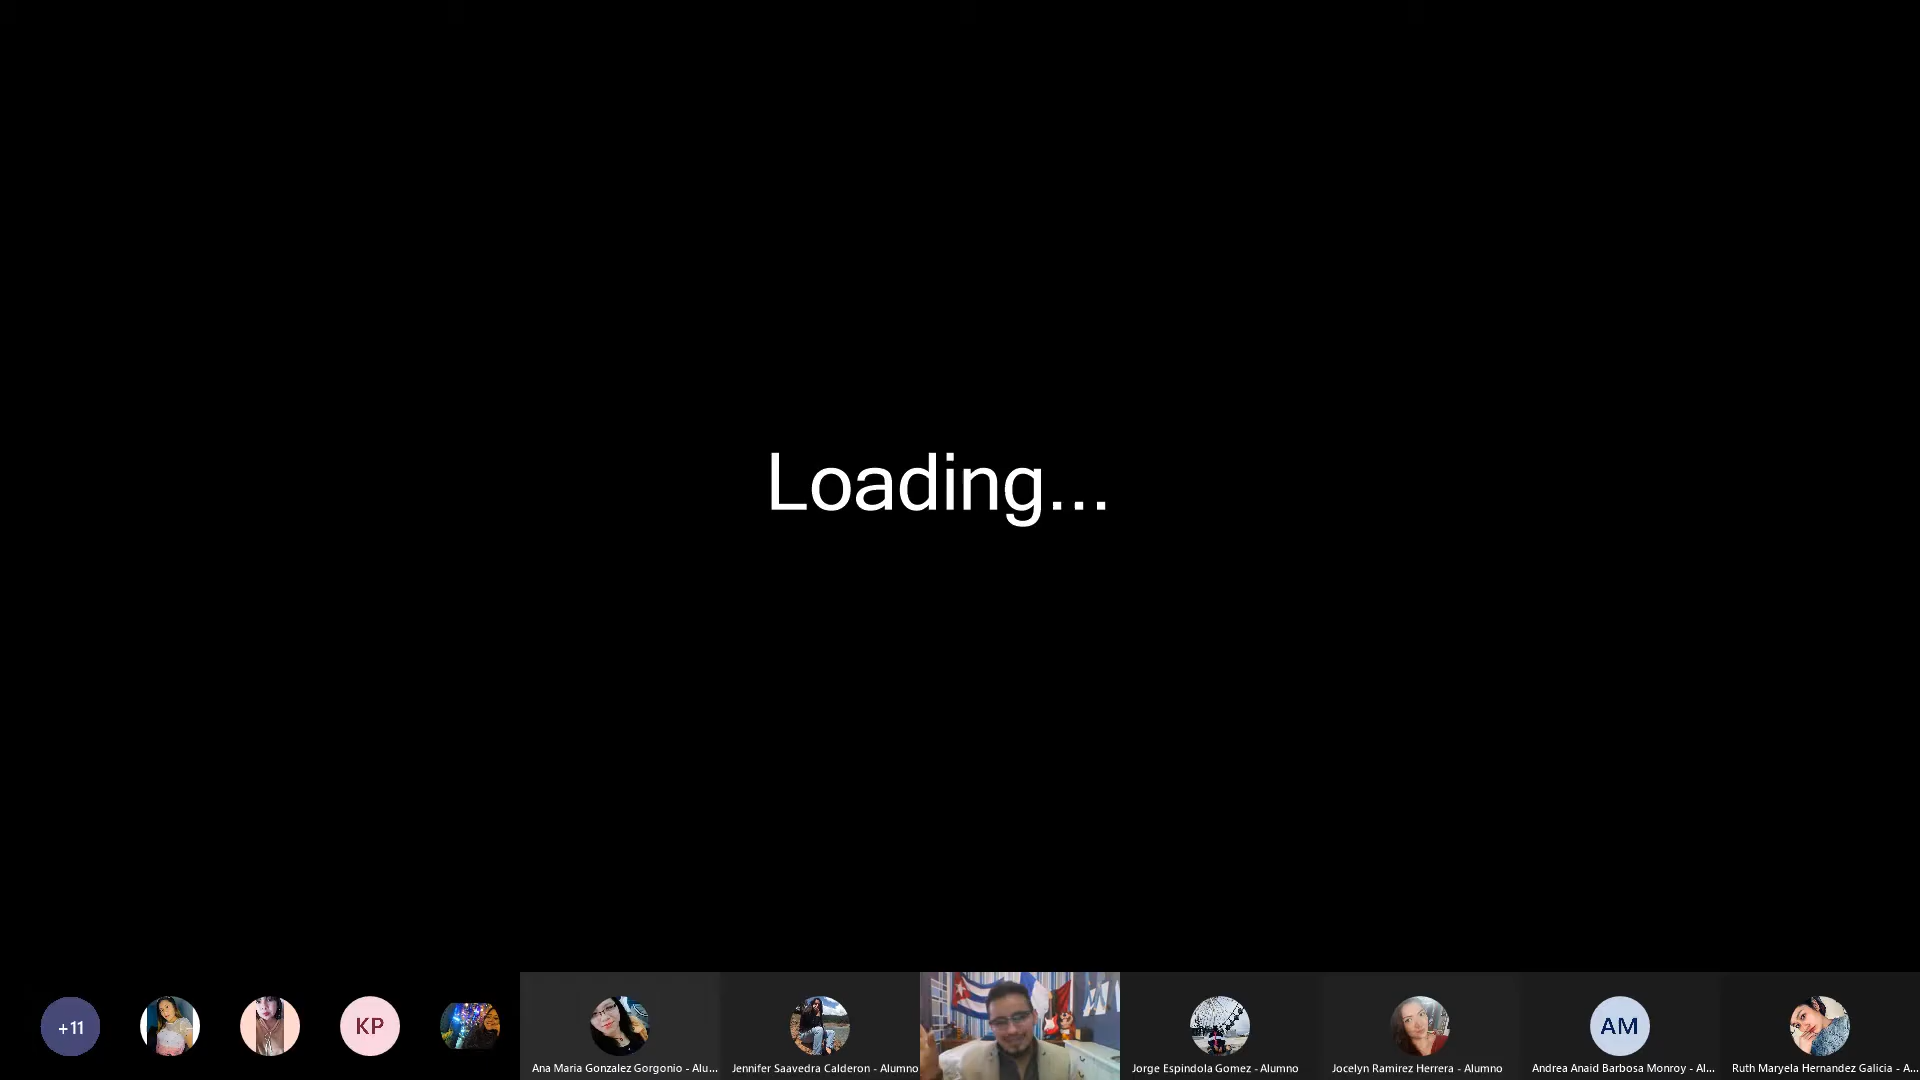 Loading...
+11
KP
AM
Ana Maria Gonzalez Gorgonio - Alu...
Jennifer Saavedra Calderon - Alumno
Jorge Espindola Gomez - Alumno
Jocelyn Ramirez Herrera - Alumno
Andrea Anaid Barbosa Monroy - Al...
Ruth Maryela Hernandez Galicia - A...